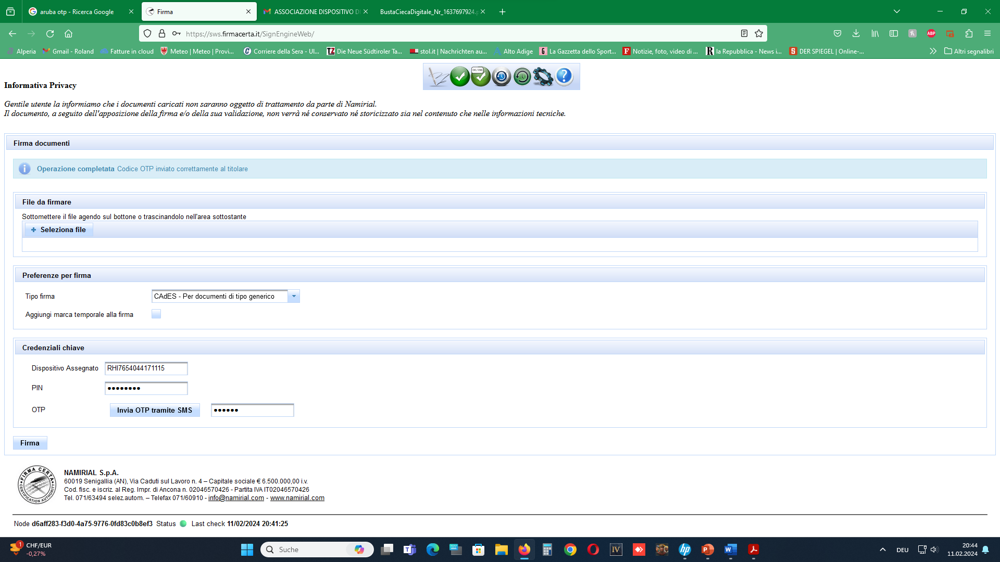 aruba otp - Ricerca Google
Firma
ASSOCIAZIONE DISPOSITIVO D
BustaCiecaDigitale_Nr_1637697924.p
https://sws.firmacerta.it/SignEngineWeb/
Alperia
Gmail - Roland
Fatture in cloud
Meteo | Meteo | Provi...
Corriere della Sera - Ul...
Die Neue Südtiroler Ta...
stol.it | Nachrichten au...
Alto Adige
La Gazzetta dello Sport...
Notizie, foto, video di ...
la Repubblica - News i...
DER SPIEGEL | Online-...
Altri segnalibri
CIE / CNS
Informativa Privacy
Gentile utente la informiamo che i documenti caricati non saranno oggetto di trattamento da parte di Namirial.
Il documento, a seguito dell'apposizione della firma e/o della sua validazione, non verrà né conservato né storicizzato sia nel contenuto che nelle informazioni tecniche.
Firma documenti
Operazione completata Codice OTP inviato correttamente al titolare
File da firmare
Sottomettere il file agendo sul bottone o trascinandolo nell'area sottostante
Seleziona file
Preferenze per firma
Tipo firma
CAdES - Per documenti di tipo generico
Aggiungi marca temporale alla firma
Credenziali chiave
Dispositivo Assegnato
RHI7654044171115
PIN
OTP
Invia OTP tramite SMS
Firma
FIRMA CERTA
CERTIFICATION AUTHORITY
NAMIRIAL S.p.A.
60019 Senigallia (AN), Via Caduti sul Lavoro n. 4 – Capitale sociale € 6.500.000,00 i.v.
Cod. fisc. e iscriz. al Reg. Impr. di Ancona n. 02046570426 - Partita IVA IT02046570426
Tel. 071/63494 selez.autom. – Telefax 071/60910 - info@namirial.com - www.namirial.com
Node d6aff283-f3d0-4a75-9776-0fd83c0b8ef3 Status Last check 11/02/2024 20:41:25
1
CHF/EUR
-0,27%
Suche
DEU
20:44
11.02.2024